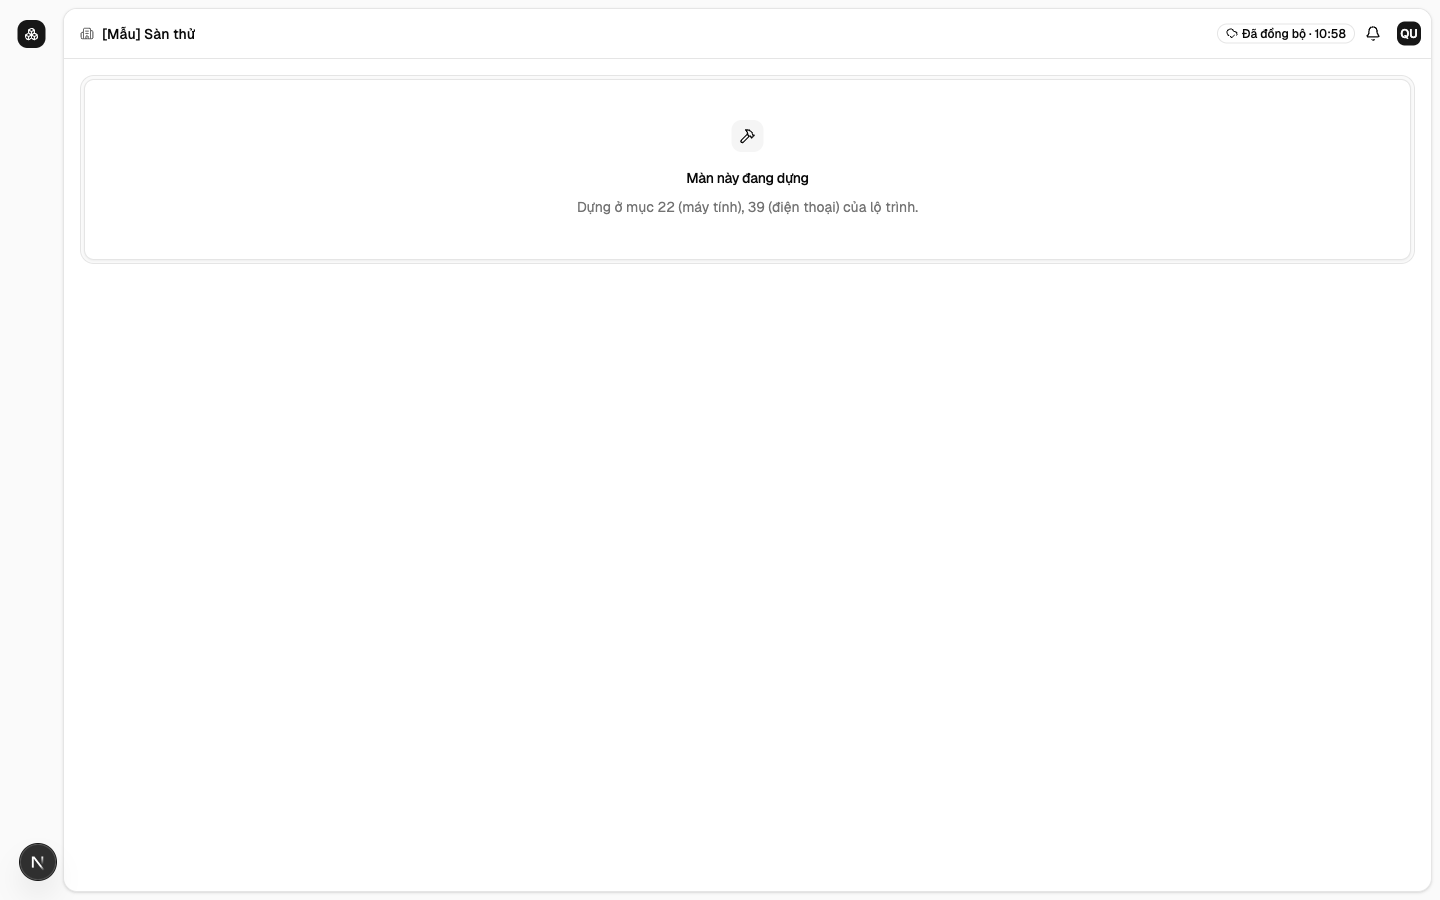 [Mẫu] Sàn thử
Đã đồng bộ · 10:58
QU
Màn này đang dựng
Dựng ở mục 22 (máy tính), 39 (điện thoại) của lộ trình.
N